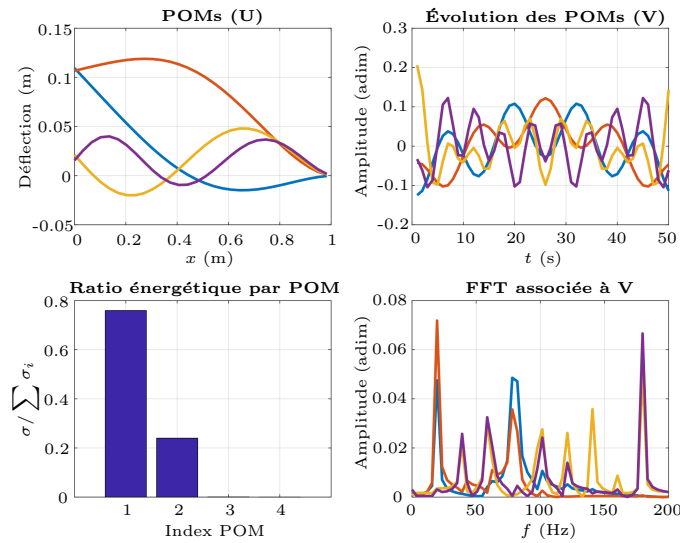 POMs (U)
0.15
0.1
0.05
0
-0.05
Déflection (m)
0 0.2 0.4 0.6 0.8 1
x (m)
Évolution des POMs (V)
0.3
0.2
0.1
0
-0.1
-0.2
Amplitude (adim)
10 20 30 40 50
t (s)
Ratio énergétique par POM
0.8
0.6
0.4
0.2
0
σ/ ∑ σi
1 2 3 4
Index POM
FFT associée à V
0.08
0.06
0.04
0.02
0
Amplitude (adim)
0 50 100 150 200
f (Hz)